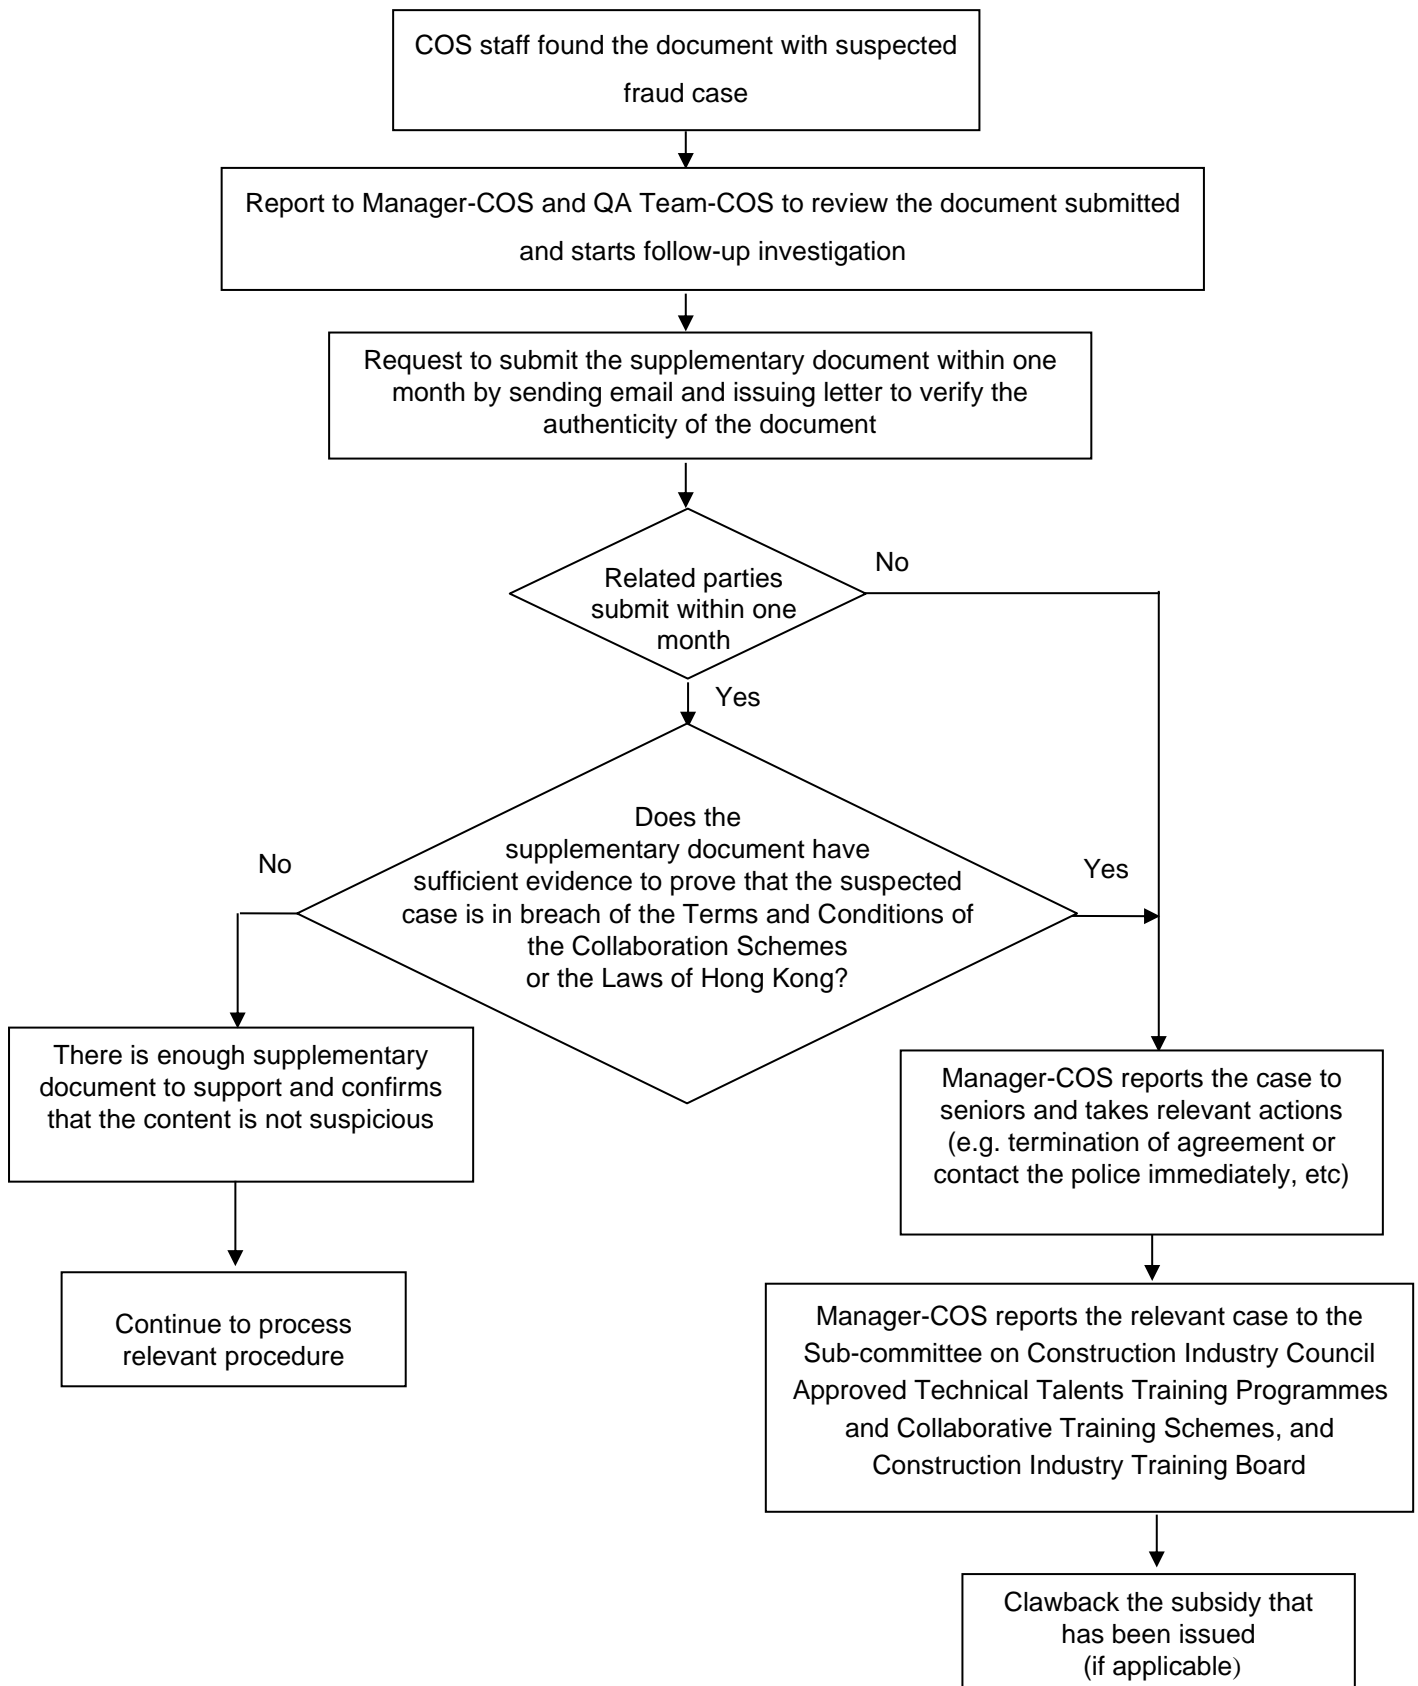 COS staff found the document with suspected
fraud case
Report to Manager-COS and QA Team-COS to review the document submitted
and starts follow-up investigation
Request to submit the supplementary document within one
month by sending email and issuing letter to verify the
authenticity of the document
Related parties
submit within one
month
No
Yes
Does the
supplementary document have
sufficient evidence to prove that the suspected
case is in breach of the Terms and Conditions of
the Collaboration Schemes
or the Laws of Hong Kong?
No
Yes
There is enough supplementary
document to support and confirms
that the content is not suspicious
Continue to process
relevant procedure
Manager-COS reports the case to
seniors and takes relevant actions
(e.g. termination of agreement or
contact the police immediately, etc)
Manager-COS reports the relevant case to the
Sub-committee on Construction Industry Council
Approved Technical Talents Training Programmes
and Collaborative Training Schemes, and
Construction Industry Training Board
Clawback the subsidy that
has been issued
(if applicable)